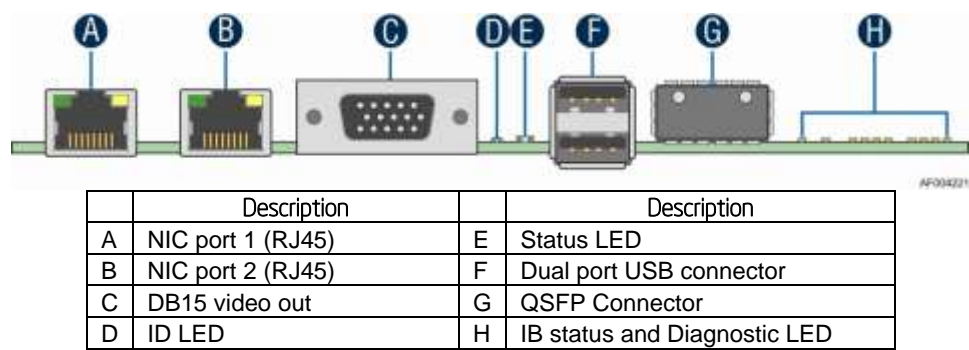 A B C D E F G H
AF004221
Description Description
A NIC port 1 (RJ45) E Status LED
B NIC port 2 (RJ45) F Dual port USB connector
C DB15 video out G QSFP Connector
D ID LED H IB status and Diagnostic LED